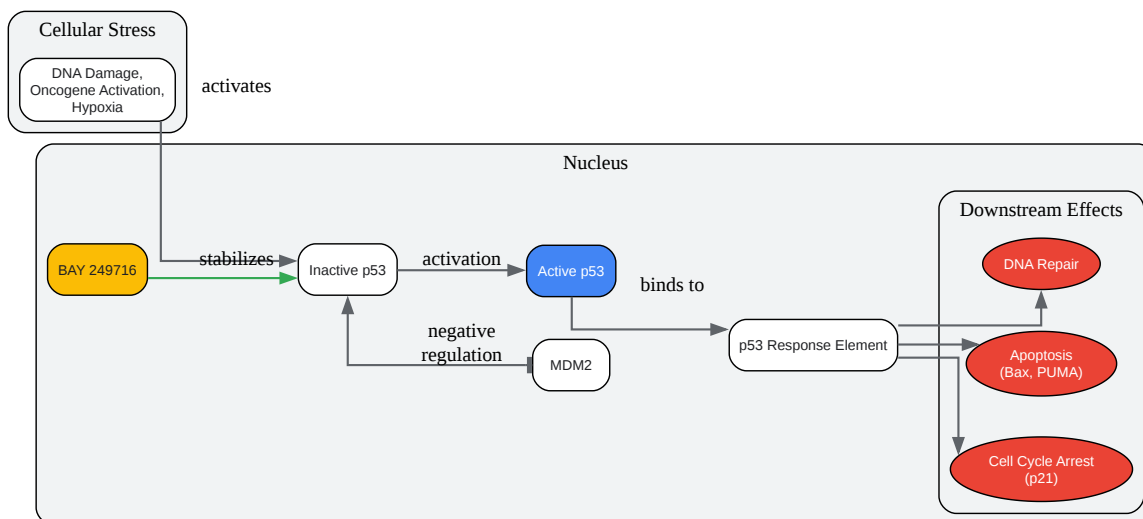 Cellular Stress
DNA Damage,
Oncogene Activation,
Hypoxia
activates
Nucleus
Downstream Effects
BAY 249716
stabilizes
Inactive p53
activation
Active p53
binds to
negative
regulation
MDM2
p53 Response Element
DNA Repair
Apoptosis
(Bax, PUMA)
Cell Cycle Arrest
(p21)